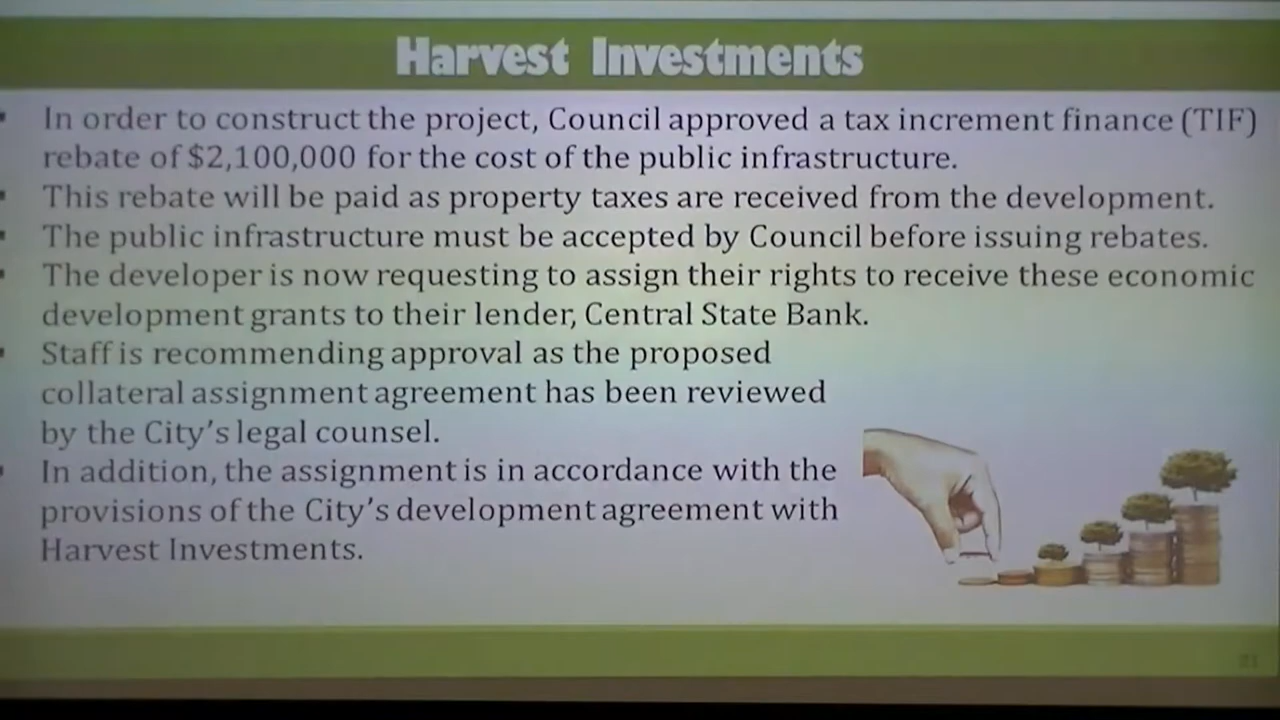 Harvest Investments
In order to construct the project, Council approved a tax increment finance (TIF)
rebate of $2,100,000 for the cost of the public infrastructure.
This rebate will be paid as property taxes are received from the development.
The public infrastructure must be accepted by Council before issuing rebates.
The developer is now requesting to assign their rights to receive these economic
development grants to their lender, Central State Bank.
Staff is recommending approval as the proposed
collateral assignment agreement has been reviewed
by the City's legal counsel.
In addition, the assignment is in accordance with the
provisions of the City's development agreement with
Harvest Investments.